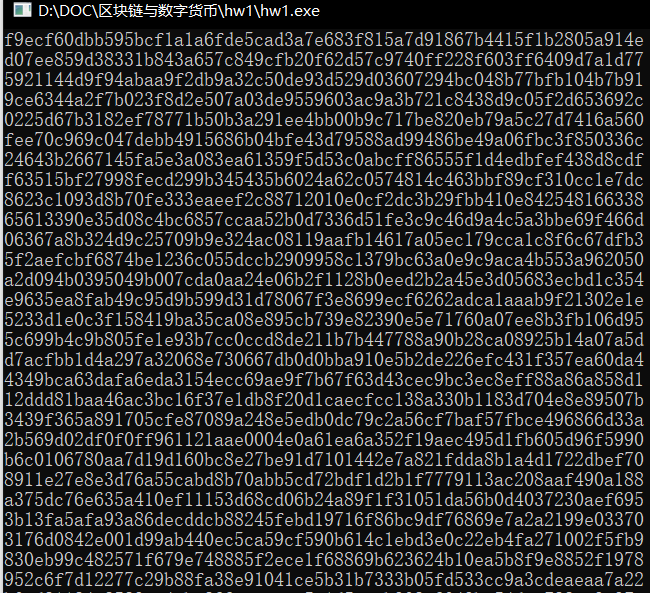 D:\DOC\区块链与数字货币\hw1\hw1.exe
f9ecf60dbb595bcf1a1a6fde5cad3a7e683f815a7d91867b4415f1b2805a914e
d07ee859d38331b843a657c849cfb20f62d57c9740ff228f603ff6409d7a1d77
5921144d9f94abaa9f2db9a32c50de93d529d03607294bc048b77bfb104b7b91
9ce6344a2f7b023f8d2e507a03de9559603ac9a3b721c8438d9c05f2d653692c
0225d67b3182ef78771b50b3a291ee4bb00b9c717be820eb79a5c27d7416a560
fee70c969c047debb4915686b04bfe43d79588ad99486be49a06fbc3f850336c
24643b2667145fa5e3a083ea61359f5d53c0abcff86555f1d4edbfef438d8cdf
f63515bf27998fecd299b345435b6024a62c0574814c463bbf89cf310cc1e7dc
8623c1093d8b70fe333eaeef2c88712010e0cf2dc3b29fbb410e842548166338
65613390e35d08c4bc6857ccaa52b0d7336d51fe3c9c46d9a4c5a3bbe69f466d
06367a8b324d9c25709b9e324ac08119aafb14617a05ec179cca1c8f6c67dfb3
5f2aefcbf6874be1236c055dccb2909958c1379bc63a0e9c9aca4b553a962050
a2d094b0395049b007cda0aa24e06b2f1128b0eed2b2a45e3d05683ecbd1c354
e9635ea8fab49c95d9b599d31d78067f3e8699ecf6262adca1aaab9f21302e1e
5233d1e0c3f158419ba35ca08e895cb739e82390e5e71760a07ee8b3fb106d95
5c699b4c9b805fe1e93b7cc0ccd8de211b7b447788a90b28ca08925b14a07a5d
d7acfbb1d4a297a32068e730667db0d0bba910e5b2de226efc431f357ea60da4
4349bca63dafa6eda3154ecc69ae9f7b67f63d43cec9bc3ec8eff88a86a858d1
12ddd81baa46ac3bc16f37e1db8f20d1caecfcc138a330b1183d704e8e89507b
3439f365a891705cfe87089a248e5edb0dc79c2a56cf7baf57fbce496866d33a
2b569d02df0f0ff961121aae0004e0a61ea6a352f19aec495d1fb605d96f5990
b6c0106780aa7d19d160bc8e27be91d7101442e7a821fdda8b1a4d1722dbef70
8911e27e8e3d76a55cabd8b70abb5cd72bdf1d2b1f7779113ac208aaf490a188
a375dc76e635a410ef11153d68cd06b24a89f1f31051da56b0d4037230aef695
3b13fa5afa93a86decddcb88245febd19716f86bc9df76869e7a2a2199e03370
3176d0842e001d99ab440ec5ca59cf590b614c1ebd3e0c22eb4fa271002f5fb9
830eb99c482571f679e748885f2ece1f68869b623624b10ea5b8f9e8852f1978
952c6f7d12277c29b88fa38e91041ce5b31b7333b05fd533cc9a3cdeaeaa7a22